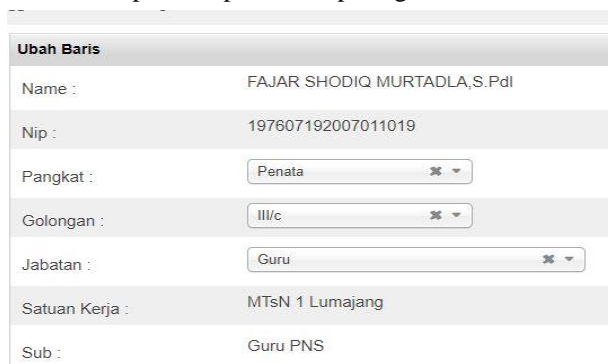 Ubah Baris
Name : FAJAR SHODIQ MURTADLA,S.PdI
Nip : 197607192007011019
Pangkat : Penata
Golongan : III/c
Jabatan : Guru
Satuan Kerja : MTsN 1 Lumajang
Sub : Guru PNS